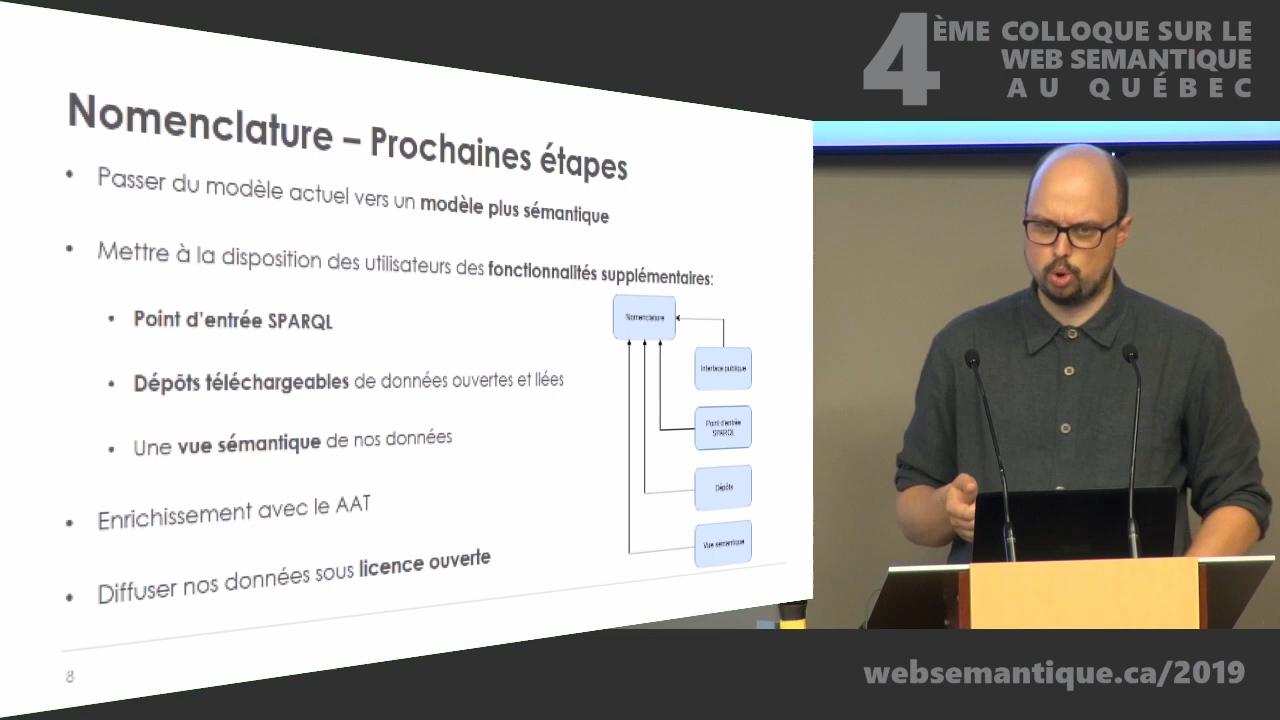 4ÈME COLLOQUE SUR LE
WEB SEMANTIQUE
AU QUÉBEC
Nomenclature – Prochaines étapes
• Passer du modèle actuel vers un modèle plus sémantique
• Mettre à la disposition des utilisateurs des fonctionnalités supplémentaires:
• Point d'entrée SPARQL
• Dépôts téléchargeables de données ouvertes et liées
• Une vue sémantique de nos données
• Enrichissement avec le AAT
• Diffuser nos données sous licence ouverte
Nomenclature
Interface publique
Point d'entrée
SPARQL
Dépôts
Vue sémantique
8
websemantique.ca/2019